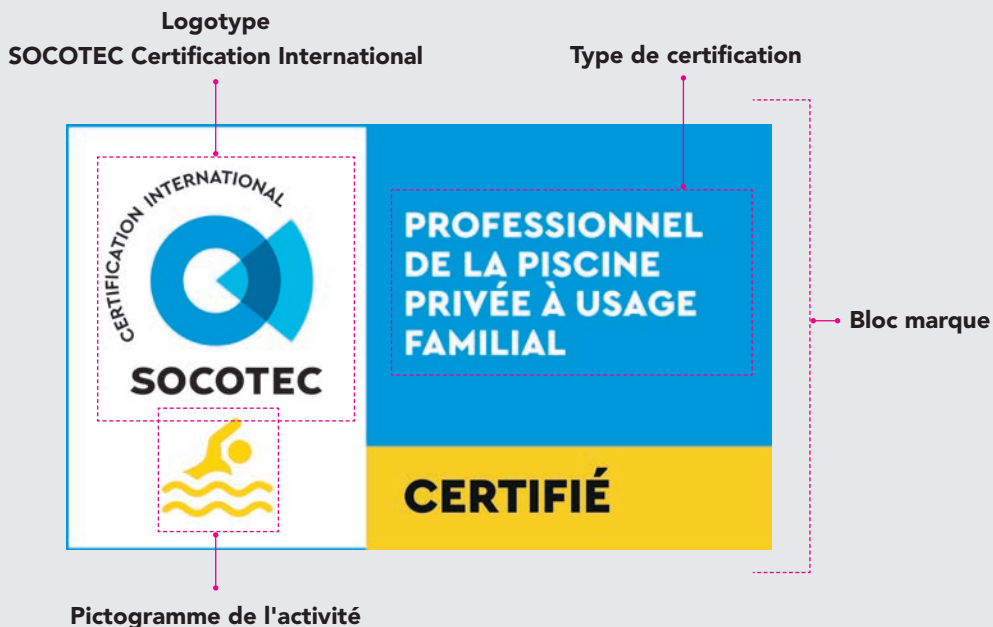 Logotype
SOCOTEC Certification International
Type de certification
CERTIFICATION INTERNATIONAL
SOCOTEC
PROFESSIONNEL
DE LA PISCINE
PRIVÉE À USAGE
FAMILIAL
Bloc marque
CERTIFIÉ
Pictogramme de l'activité